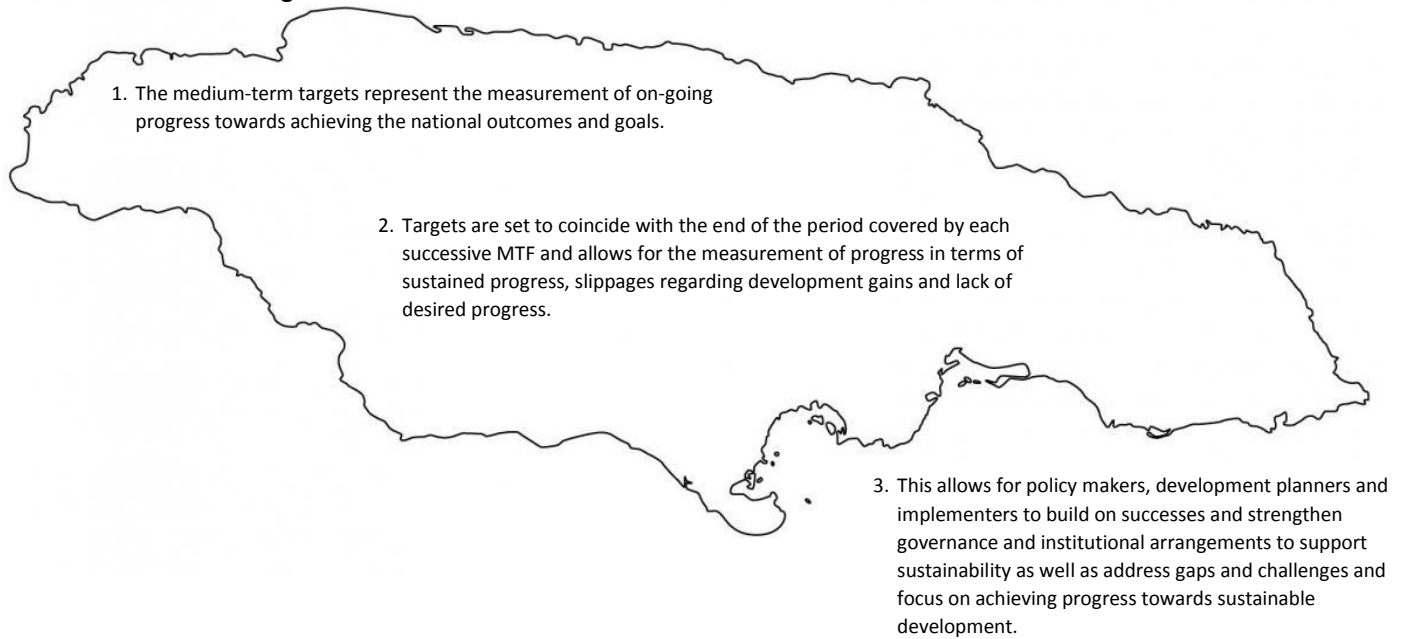 1. The medium-term targets represent the measurement of on-going
progress towards achieving the national outcomes and goals.
2. Targets are set to coincide with the end of the period covered by each
successive MTF and allows for the measurement of progress in terms of
sustained progress, slippages regarding development gains and lack of
desired progress.
3. This allows for policy makers, development planners and
implementers to build on successes and strengthen
governance and institutional arrangements to support
sustainability as well as address gaps and challenges and
focus on achieving progress towards sustainable
development.